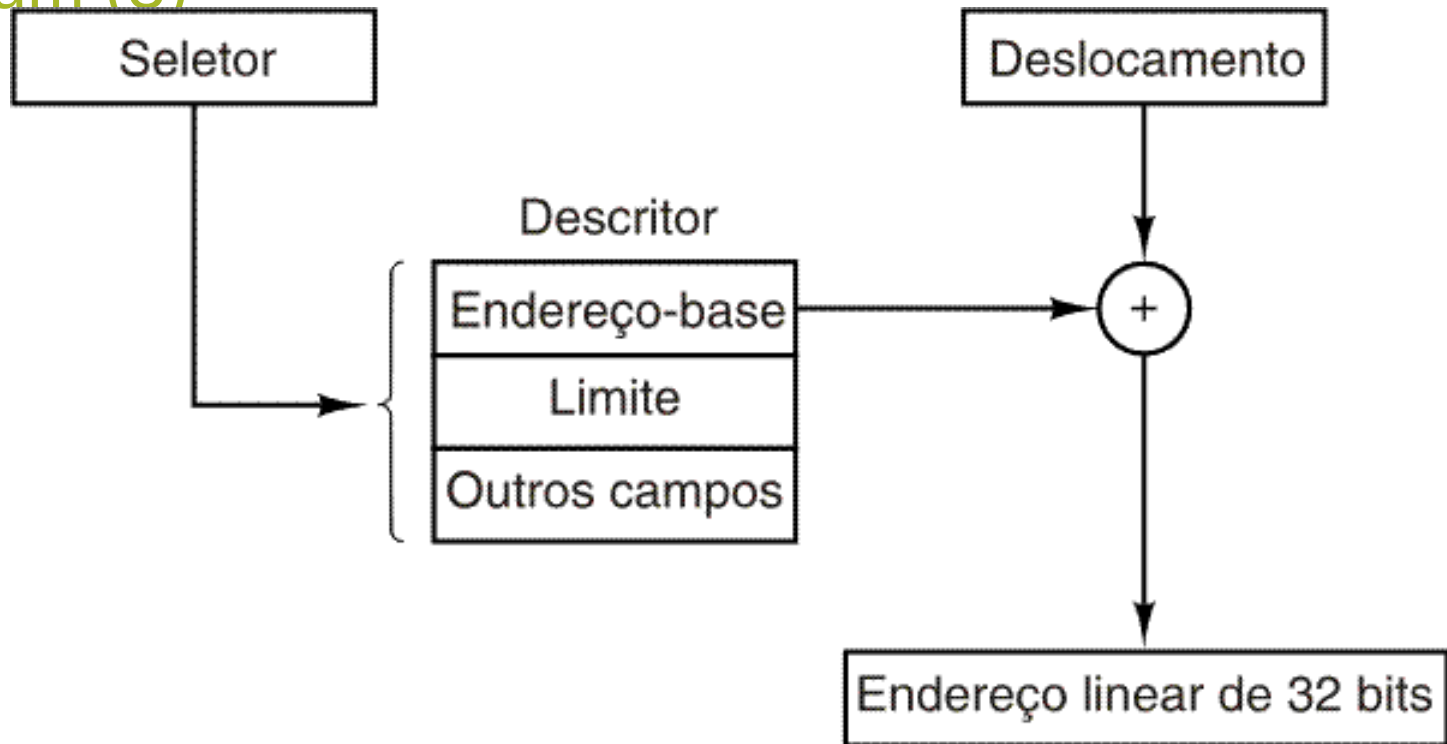 Seletor
Deslocamento
Descritor
Endereço-base
+
Limite
Outros campos
Endereço linear de 32 bits